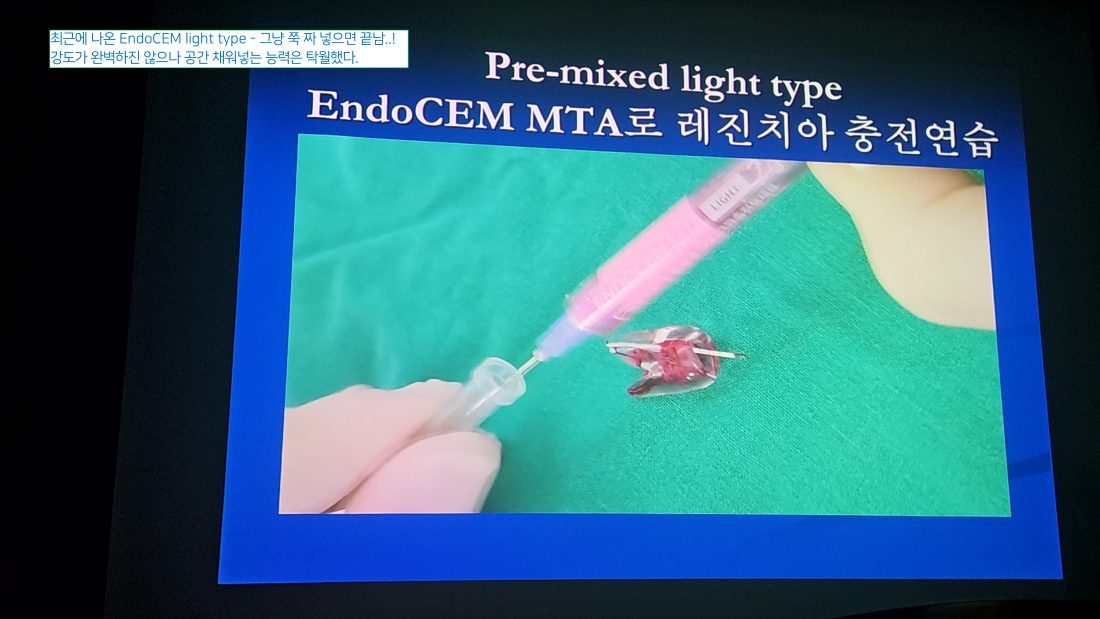 최근에 나온 EndoCEM light type - 그냥 쭉 짜 넣으면 끝남..!
강도가 완벽하진 않으나 공간 채워넣는 능력은 탁월했다.
Pre-mixed light type
EndoCEM MTA로 레진치아 충전연습
LIGHT